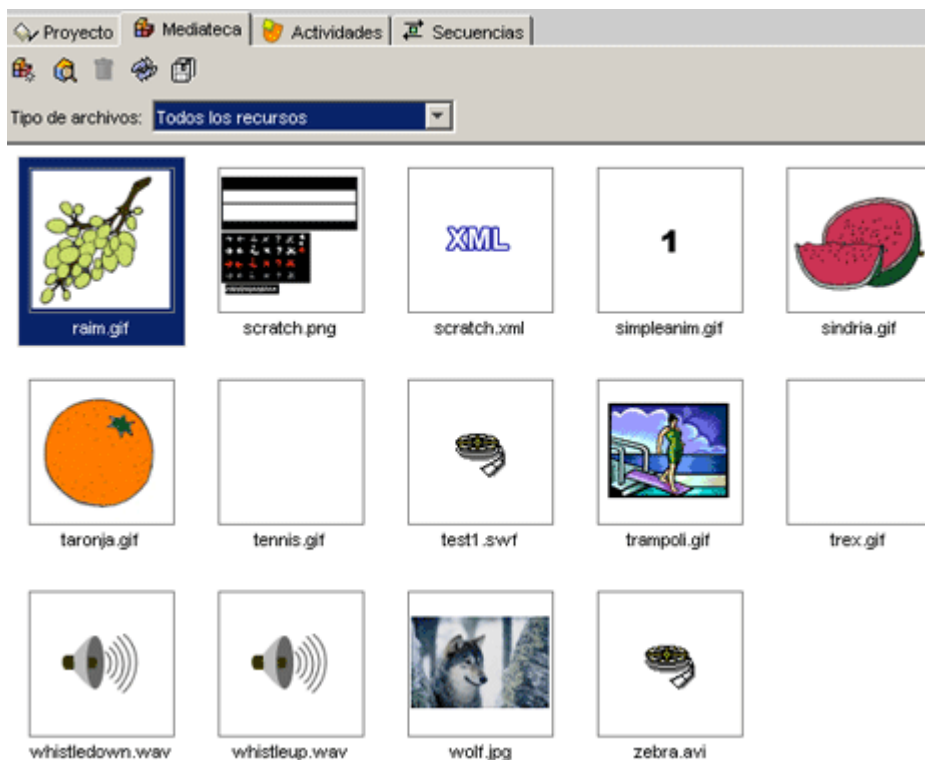 Proyecto Mediateca Actividades Secuencias
Tipo de archivos: Todos los recursos
XML 1
raim.gif scratch.png scratch.xml simpleanim.gif sindria.gif
taronja.gif tennis.gif test1.swf trampoli.gif trex.gif
whistledown.wav whistleup.wav wolf.jpg zebra.avi